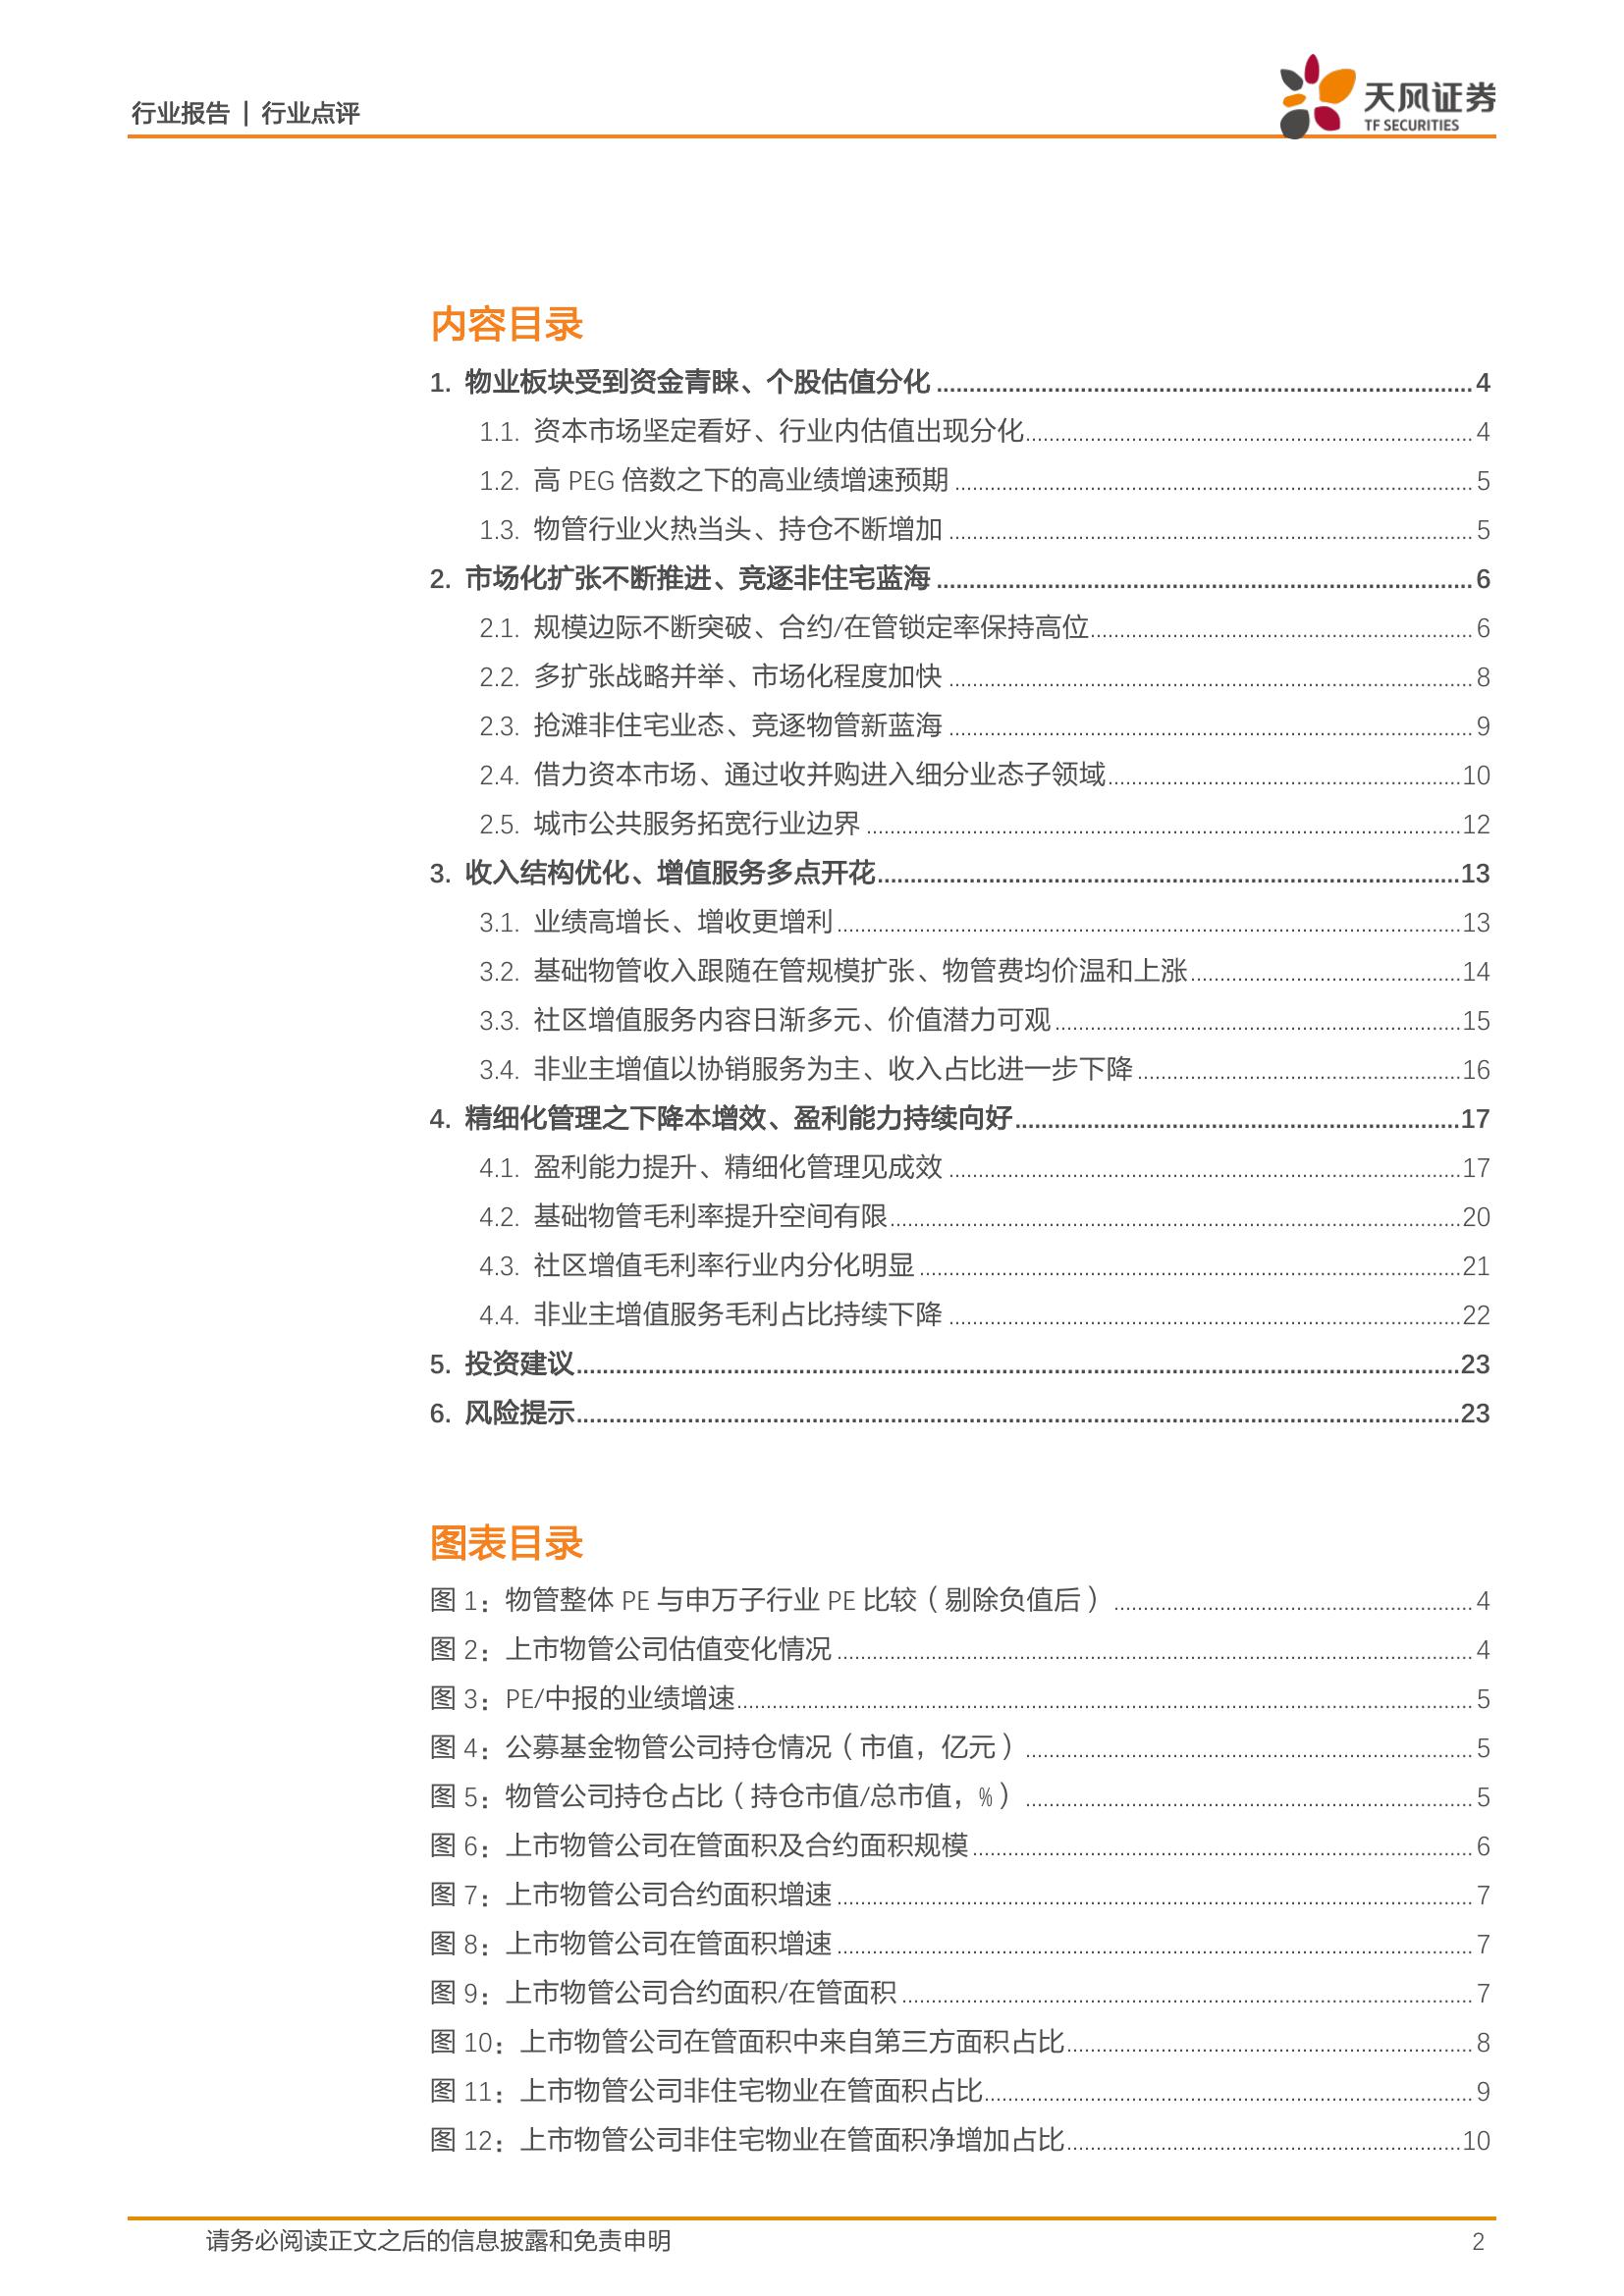 行业报告 | 行业点评
天风证券
TF SECURITIES
内容目录
1. 物业板块受到资金青睐、个股估值分化 4
1.1. 资本市场坚定看好、行业内估值出现分化 4
1.2. 高 PEG 倍数之下的高业绩增速预期 5
1.3. 物管行业火热当头、持仓不断增加 5
2. 市场化扩张不断推进、竞逐非住宅蓝海 6
2.1. 规模边际不断突破、合约/在管锁定率保持高位 6
2.2. 多扩张战略并举、市场化程度加快 8
2.3. 抢滩非住宅业态、竞逐物管新蓝海 9
2.4. 借力资本市场、通过收并购进入细分业态子领域 10
2.5. 城市公共服务拓宽行业边界 12
3. 收入结构优化、增值服务多点开花 13
3.1. 业绩高增长、增收更增利 13
3.2. 基础物管收入跟随在管规模扩张、物管费均价温和上涨 14
3.3. 社区增值服务内容日渐多元、价值潜力可观 15
3.4. 非业主增值以协销服务为主、收入占比进一步下降 16
4. 精细化管理之下降本增效、盈利能力持续向好 17
4.1. 盈利能力提升、精细化管理见成效 17
4.2. 基础物管毛利率提升空间有限 20
4.3. 社区增值毛利率行业内分化明显 21
4.4. 非业主增值服务毛利占比持续下降 22
5. 投资建议 23
6. 风险提示 23
图表目录
图 1：物管整体 PE 与申万子行业 PE 比较（剔除负值后） 4
图 2：上市物管公司估值变化情况 4
图 3：PE/中报的业绩增速 5
图 4：公募基金物管公司持仓情况（市值，亿元） 5
图 5：物管公司持仓占比（持仓市值/总市值，%） 5
图 6：上市物管公司在管面积及合约面积规模 6
图 7：上市物管公司合约面积增速 7
图 8：上市物管公司在管面积增速 7
图 9：上市物管公司合约面积/在管面积 7
图 10：上市物管公司在管面积中来自第三方面积占比 8
图 11：上市物管公司非住宅物业在管面积占比 9
图 12：上市物管公司非住宅物业在管面积净增加占比 10
请务必阅读正文之后的信息披露和免责申明 2